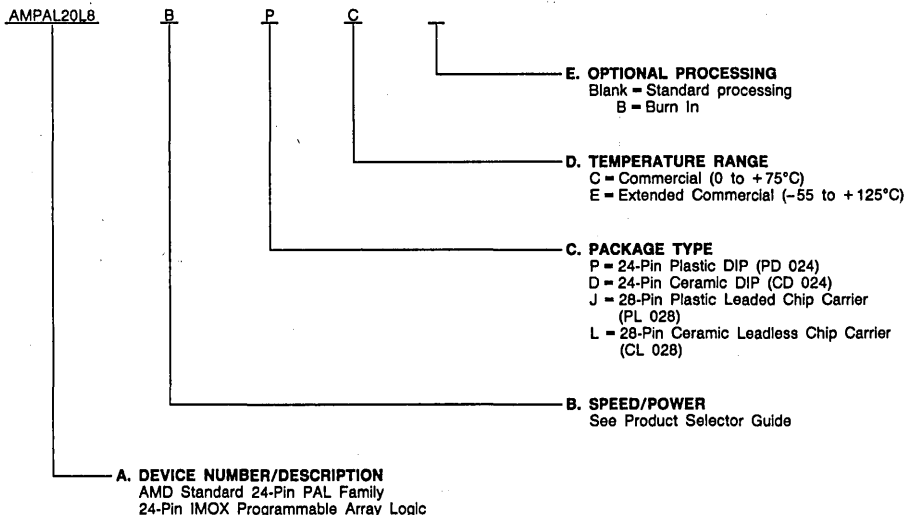 AMPAL20L8 B P C
E. OPTIONAL PROCESSING
Blank = Standard processing
B = Burn In
D. TEMPERATURE RANGE
C = Commercial (0 to +75°C)
E = Extended Commercial (-55 to +125°C)
C. PACKAGE TYPE
P = 24-Pin Plastic DIP (PD 024)
D = 24-Pin Ceramic DIP (CD 024)
J = 28-Pin Plastic Leaded Chip Carrier
(PL 028)
L = 28-Pin Ceramic Leadless Chip Carrier
(CL 028)
B. SPEED/POWER
See Product Selector Guide
A. DEVICE NUMBER/DESCRIPTION
AMD Standard 24-Pin PAL Family
24-Pin IMOX Programmable Array Logic